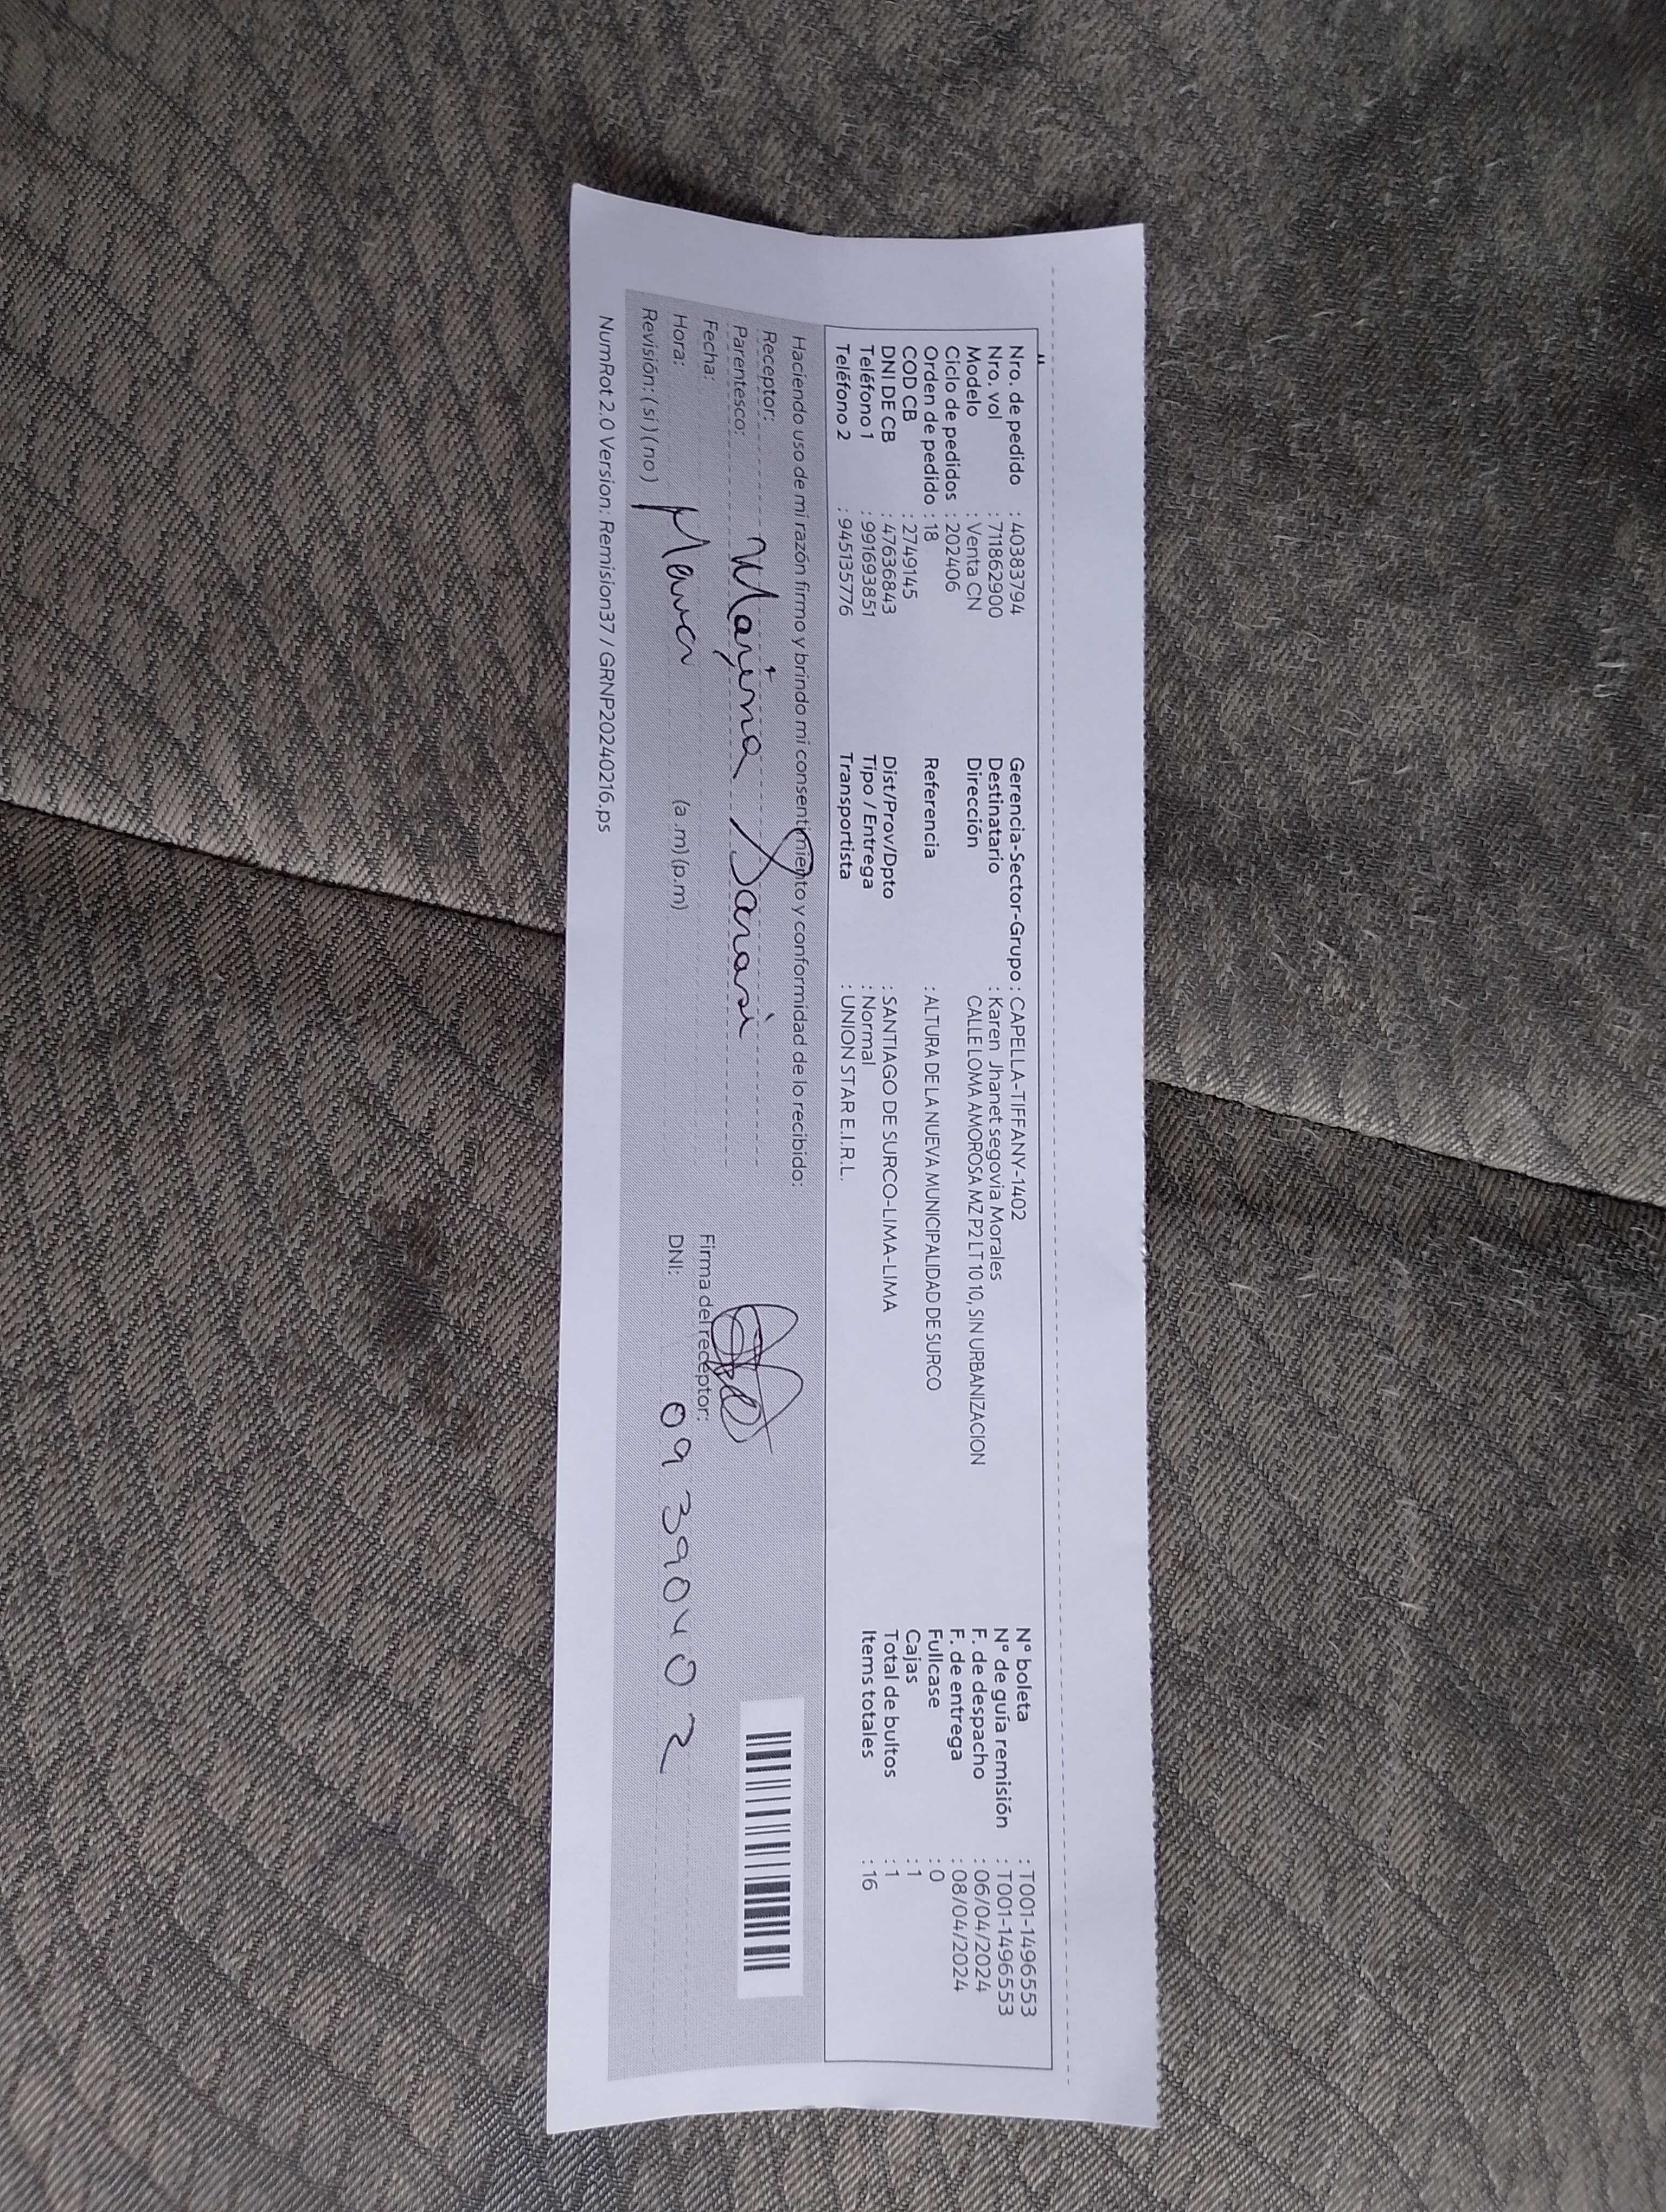 Nro. de pedido : 40383794 Gerencia-Sector-Grupo : CAPELLA-TIFFANY-1402 N° boleta : T001-1496553
Nro. vol : 711862900 Destinatario : Karen Jhanet segovia Morales N° de guía remisión : T001-1496553
Modelo : Venta CN Dirección CALLE LOMA AMOROSA MZ P2 LT 10 10, SIN URBANIZACION F. de despacho : 06/04/2024
Ciclo de pedidos : 202406 F. de entrega : 08/04/2024
Orden de pedido : 18 Referencia : ALTURA DE LA NUEVA MUNICIPALIDAD DE SURCO Fullcase : 0
COD CB : 2749145 Cajas : 1
DNI DE CB : 47636843 Dist/Prov/Dpto : SANTIAGO DE SURCO-LIMA-LIMA Total de bultos : 1
Teléfono 1 : 991693851 Tipo / Entrega : Normal Items totales : 16
Teléfono 2 : 945135776 Transportista : UNION STAR E.I.R.L.
Haciendo uso de mi razón firmo y brindo mi consentimiento y conformidad de lo recibido:
Receptor:
Parentesco:
Fecha: Firma del receptor:
Hora: (a.m) (p.m) DNI: 09390402
Revisión: (si) (no)
NumRot 2.0 Version: Remision37 / GRNP20240216.ps